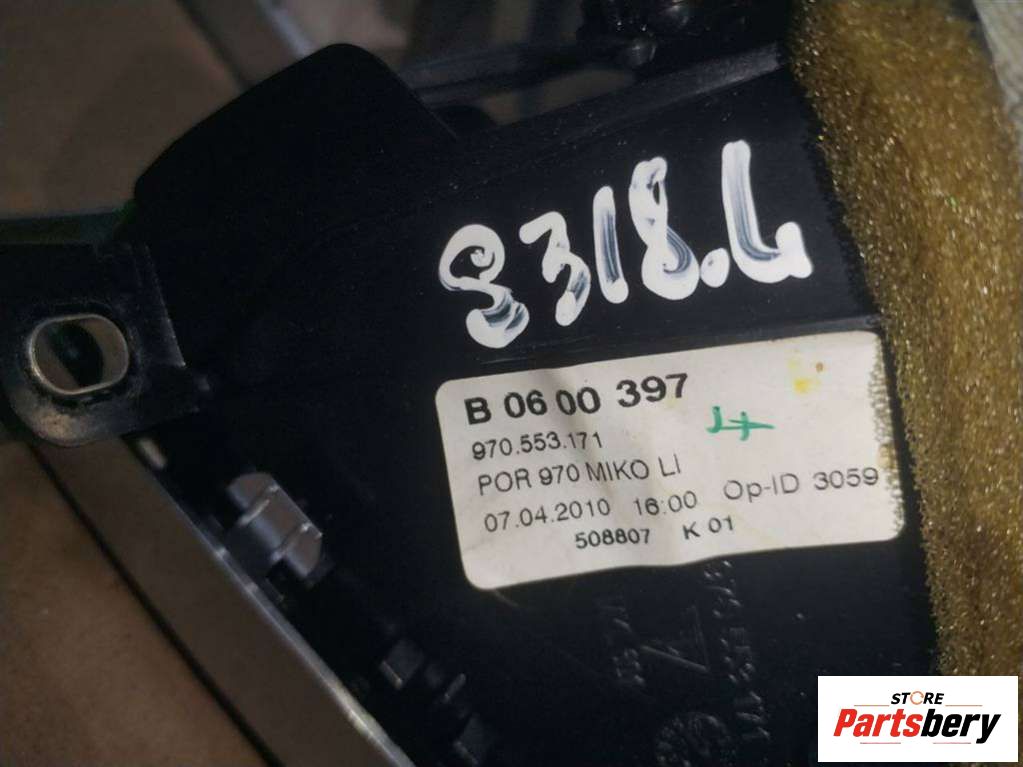 8318.L
B 06 00 397
970.553.171
4
POR 970 MIKO LI
07.04.2010 16:00 Op-ID 3059
508807 K 01
STORE
Partsbery